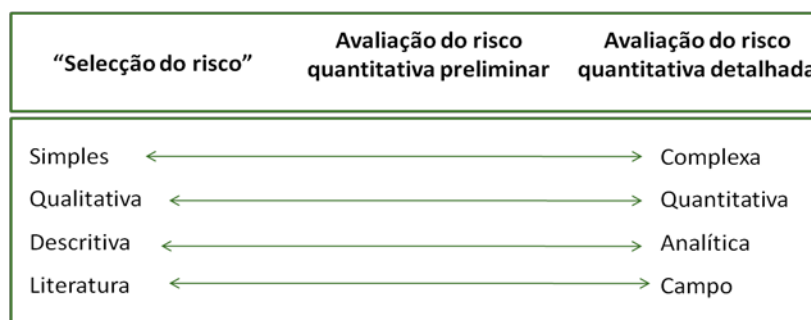 “Selecção do risco”
Avaliação do risco
quantitativa preliminar
Avaliação do risco
quantitativa detalhada
Simples
Complexa
Qualitativa
Quantitativa
Descritiva
Analítica
Literatura
Campo